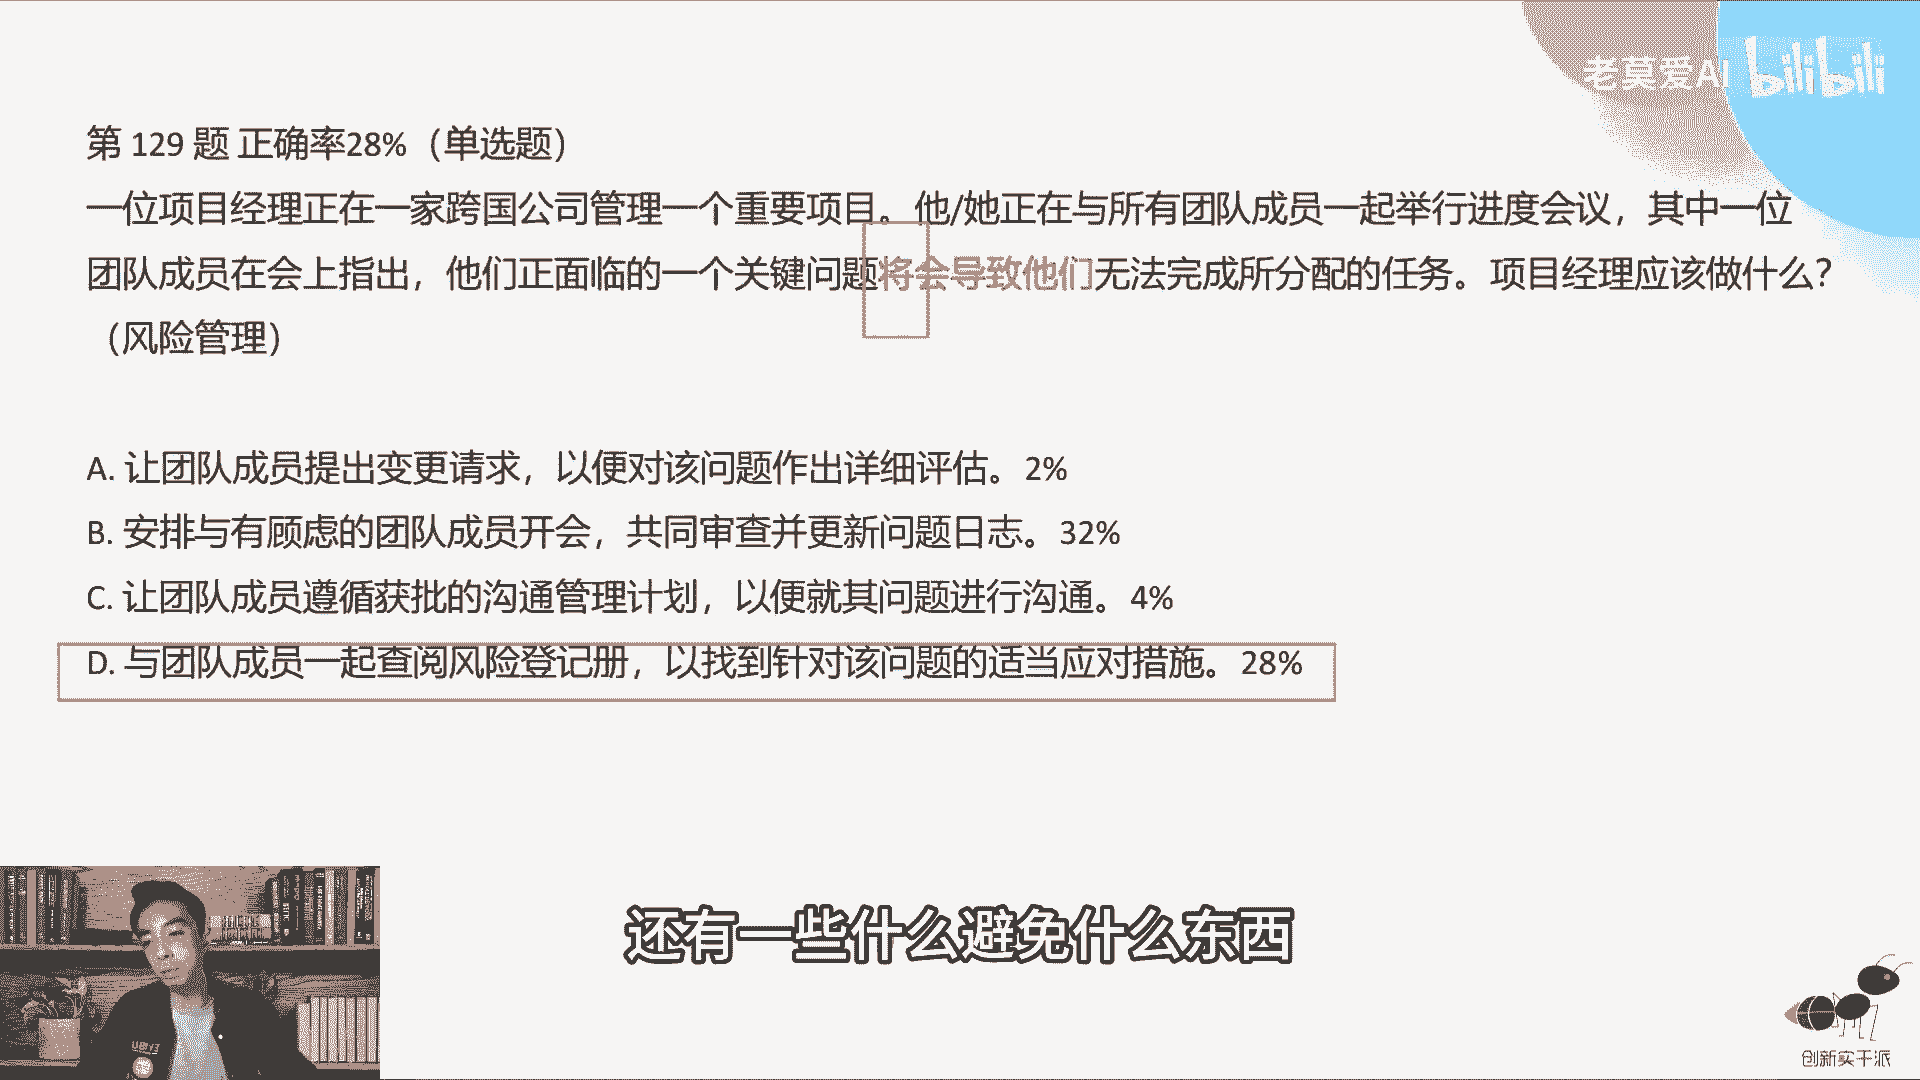 老莫爱AI bilibili
第 129 题 正确率28%（单选题）
一位项目经理正在一家跨国公司管理一个重要项目。他/她正在与所有团队成员一起举行进度会议，其中一位
团队成员在会上指出，他们正面临的一个关键问题将会导致他们无法完成所分配的任务。项目经理应该做什么？
（风险管理）
A. 让团队成员提出变更请求，以便对该问题作出详细评估。2%
B. 安排与有顾虑的团队成员开会，共同审查并更新问题日志。32%
C. 让团队成员遵循获批的沟通管理计划，以便就其问题进行沟通。4%
D. 与团队成员一起查阅风险登记册，以找到针对该问题的适当应对措施。28%
还有一些什么避免什么东西
创新实干派